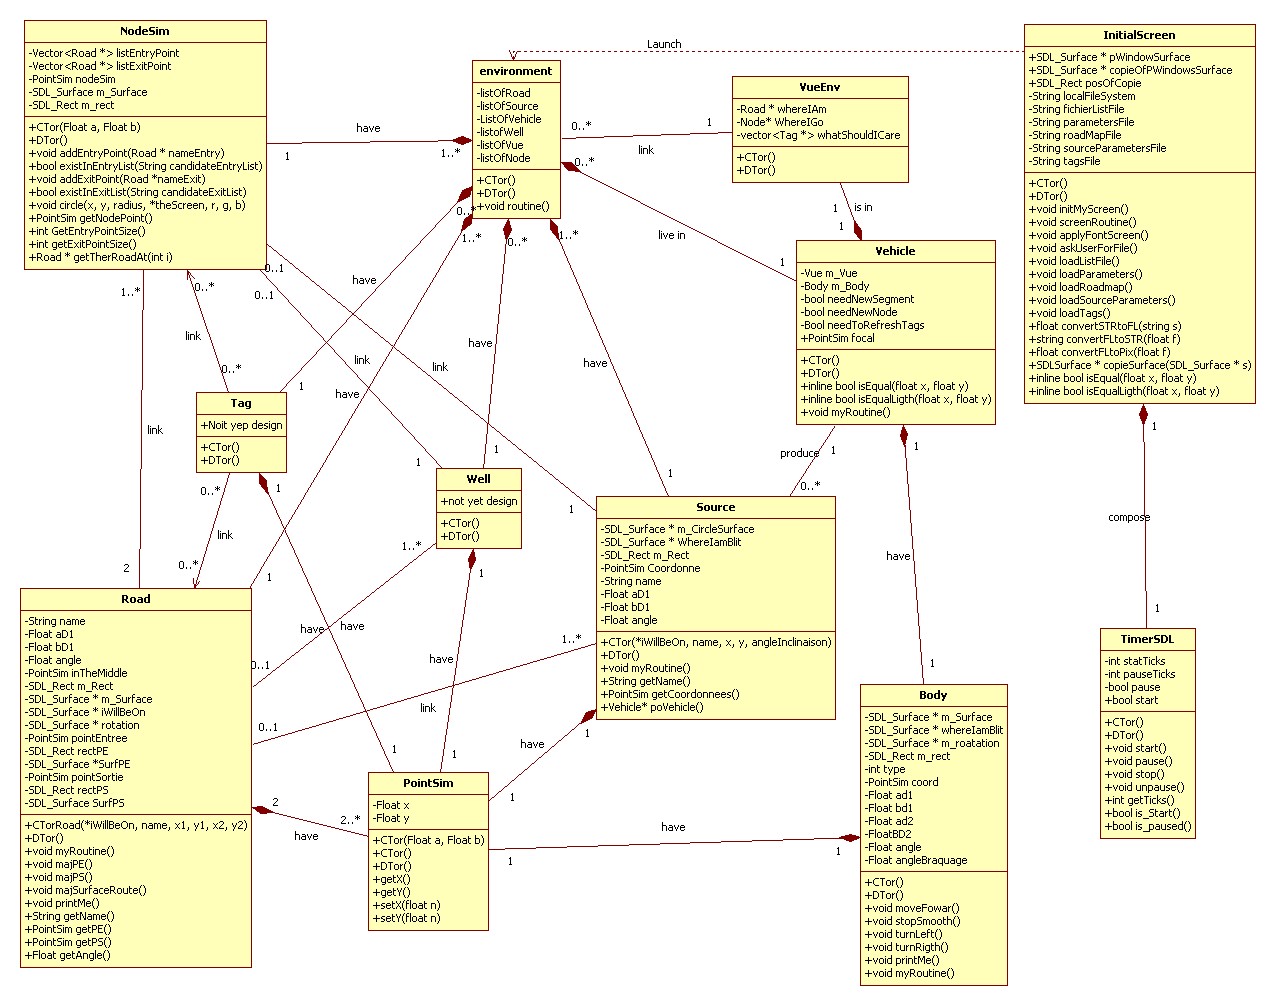 NodeSim
-Vector<Road *> listEntryPoint
-Vector<Road *> listExitPoint
-PointSim nodeSim
-SDL_Surface m_Surface
-SDL_Rect m_rect
+CTor(Float a, Float b)
+DTor()
+void addEntryPoint(Road * nameEntry)
+bool existInEntryList(String candidateEntryList)
+void addExitPoint(Road *nameExit)
+bool existInExitList(String candidateExitList)
+void circle(x, y, radius, *theScreen, r, g, b)
+PointSim getNodePoint()
+int GetEntryPointSize()
+int getExitPointSize()
+Road * getTherRoadAt(int i)
environment
-listOfRoad
-listOfSource
-ListOfVehicle
-listofWell
-listOfVue
-listOfNode
+CTor()
+DTor()
+void routine()
VueEnv
-Road * whereIAm
-Node* WhereIGo
-vector<Tag *> whatShouldICare
+CTor()
+DTor()
InitialScreen
+SDL_Surface * pWindowSurface
+SDL_Surface * copieOfPWindowsSurface
+SDL_Rect posOfCopie
-String localFileSystem
-String fichierListFile
-String parametersFile
-String roadMapFile
-String sourceParametersFile
-String tagsFile
+CTor()
+DTor()
+void initMyScreen()
+void screenRoutine()
+void applyFontScreen()
+void askUserForFile()
+void loadListFile()
+void loadParameters()
+void loadRoadmap()
+void loadSourceParameters()
+void loadTags()
+float convertSTRtoFL(string s)
+string convertFLtoSTR(float f)
+float convertFLtoPix(float f)
+SDLSurface * copieSurface(SDL_Surface * s)
+inline bool isEqual(float x, float y)
+inline bool isEqualLigth(float x, float y)
Launch
have
1
1..*
0..*
1
link
0..*
live in
1
1
is in
1
Vehicle
-Vue m_Vue
-Body m_Body
-bool needNewSegment
-bool needNewNode
-Bool needToRefreshTags
+PointSim focal
+CTor()
+DTor()
+inline bool isEqual(float x, float y)
+inline bool isEqualLigth(float x, float y)
+void myRoutine()
0..*
1..*
0..*
1..*
0..1
0..1
1..*
0..*
link
0..*
have
1
link
have
have
link
have
link
Tag
+Noit yep design
+CTor()
+DTor()
1
0..*
link
0..*
Well
+not yet design
+CTor()
+DTor()
1
1
1
1..*
produce
1
0..*
1
1
compose
1
1
have
1
2
1
1
have
have
have
0..1
1..*
link
0..1
Source
-SDL_Surface * m_CircleSurface
-SDL_Surface * WhereIamBlit
-SDL_Rect m_Rect
-PointSim Coordonne
-String name
-Float aD1
-Float bD1
-Float angle
+CTor(*iWillBeOn, name, x, y, angleInclinaison)
+DTor()
+void myRoutine()
+String getName()
+PointSim getCoordonnees()
+Vehicle* poVehicle()
Road
-String name
-Float aD1
-Float bD1
-Float angle
-PointSim inTheMiddle
-SDL_Rect m_Rect
-SDL_Surface * m_Surface
-SDL_Surface * iWillBeOn
-SDL_Surface * rotation
-PointSim pointEntree
-SDL_Rect rectPE
-SDL_Surface *SurfPE
-PointSim pointSortie
-SDL_Rect rectPS
-SDL_Surface SurfPS
+CTorRoad(*iWillBeOn, name, x1, y1, x2, y2)
+DTor()
+void myRoutine()
+void majPE()
+void majPS()
+void majSurfaceRoute()
+void printMe()
+String getName()
+PointSim getPE()
+PointSim getPS()
+Float getAngle()
2
have
2..*
1
1
have
1
1
PointSim
-Float x
-Float y
+CTor(Float a, Float b)
+CTor()
+DTor()
+getX()
+getY()
+setX(float n)
+setY(float n)
have
1
1
Body
-SDL_Surface * m_Surface
-SDL_Surface * whereIamBlit
-SDL_Surface * m_roatation
-SDL_Rect m_rect
-int type
-PointSim coord
-Float ad1
-Float bd1
-Float ad2
-FloatBD2
-Float angle
-Float angleBraquage
+CTor()
+DTor()
+void moveFowar()
+void stopSmooth()
+void turnLeft()
+void turnRigth()
+void printMe()
+void myRoutine()
TimerSDL
-int statTicks
-int pauseTicks
-bool pause
+bool start
+CTor()
+DTor()
+void start()
+void pause()
+void stop()
+void unpause()
+int getTicks()
+bool is_Start()
+bool is_paused()